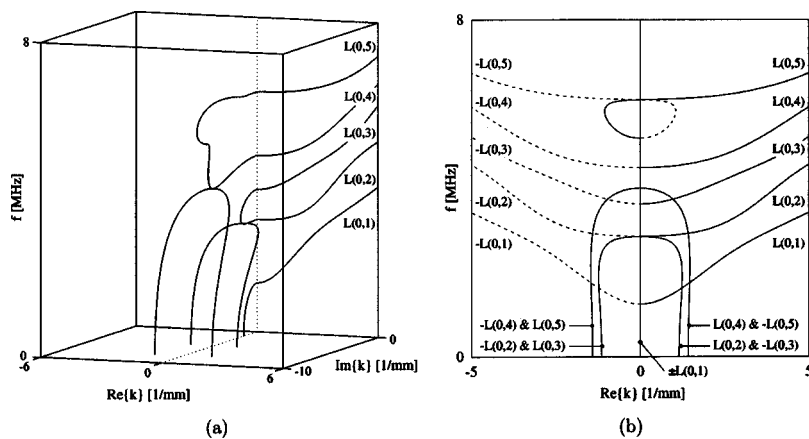 8
f [MHz]
0
-6
0
6
-10
0
Re{k} [1/mm]
Im{k} [1/mm]
L(0,5)
L(0,4)
L(0,3)
L(0,2)
L(0,1)
(a)
8
f [MHz]
0
-5
0
5
Re{k} [1/mm]
-L(0,5)
-L(0,4)
-L(0,3)
-L(0,2)
-L(0,1)
L(0,5)
L(0,4)
L(0,3)
L(0,2)
L(0,1)
-L(0,4) & L(0,5)
-L(0,2) & L(0,3)
L(0,4) & -L(0,5)
L(0,2) & -L(0,3)
±L(0,1)
(b)